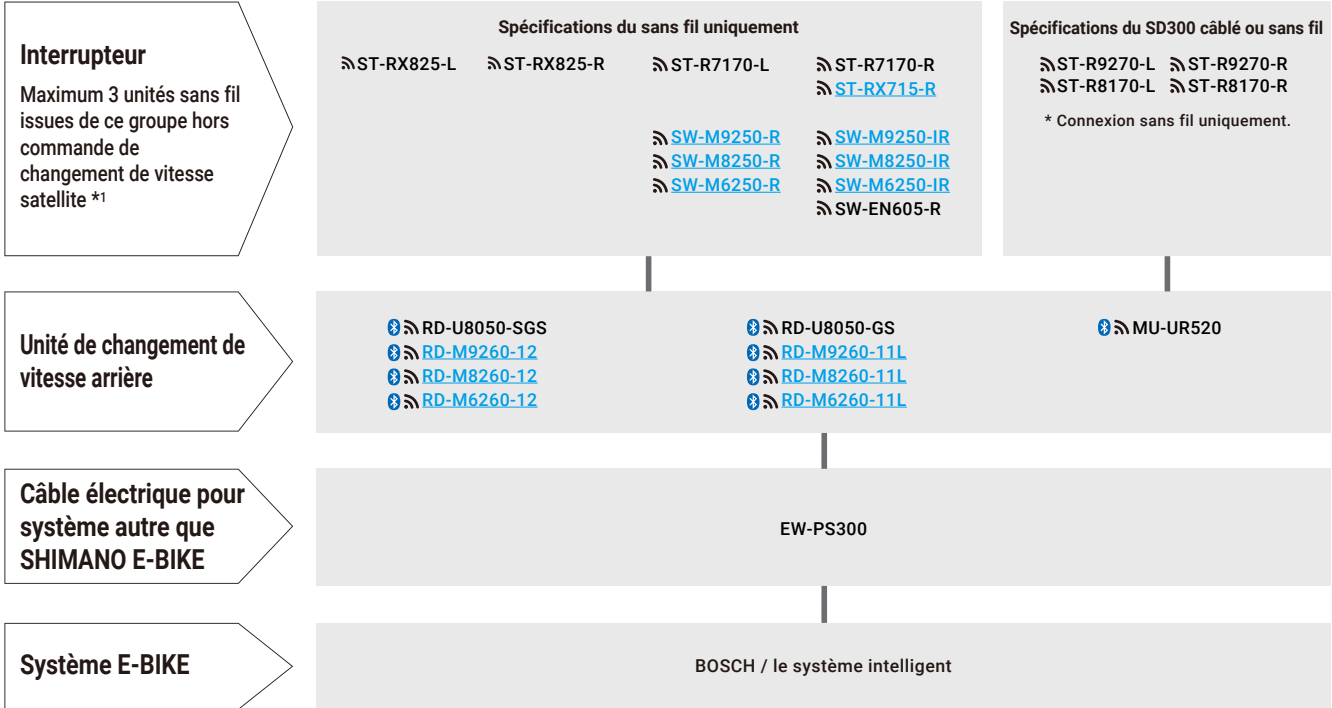 Interrupteur
Maximum 3 unités sans fil
issues de ce groupe hors
commande de
changement de vitesse
satellite *1
Spécifications du sans fil uniquement
ST-RX825-L ST-RX825-R ST-R7170-L ST-R7170-R
ST-RX715-R
SW-M9250-R SW-M9250-IR
SW-M8250-R SW-M8250-IR
SW-M6250-R SW-M6250-IR
SW-EN605-R
Spécifications du SD300 câblé ou sans fil
ST-R9270-L ST-R9270-R
ST-R8170-L ST-R8170-R
* Connexion sans fil uniquement.
Unité de changement de
vitesse arrière
RD-U8050-SGS RD-U8050-GS MU-UR520
RD-M9260-12 RD-M9260-11L
RD-M8260-12 RD-M8260-11L
RD-M6260-12 RD-M6260-11L
Câble électrique pour
système autre que
SHIMANO E-BIKE
EW-PS300
Système E-BIKE
BOSCH / le système intelligent